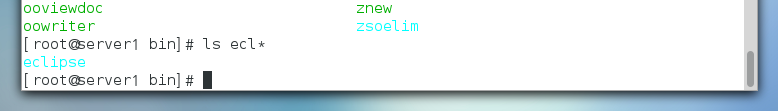 ooviewdoc znew
oowriter zsoelim
[root@server1 bin]# ls ecl*
eclipse
[root@server1 bin]#